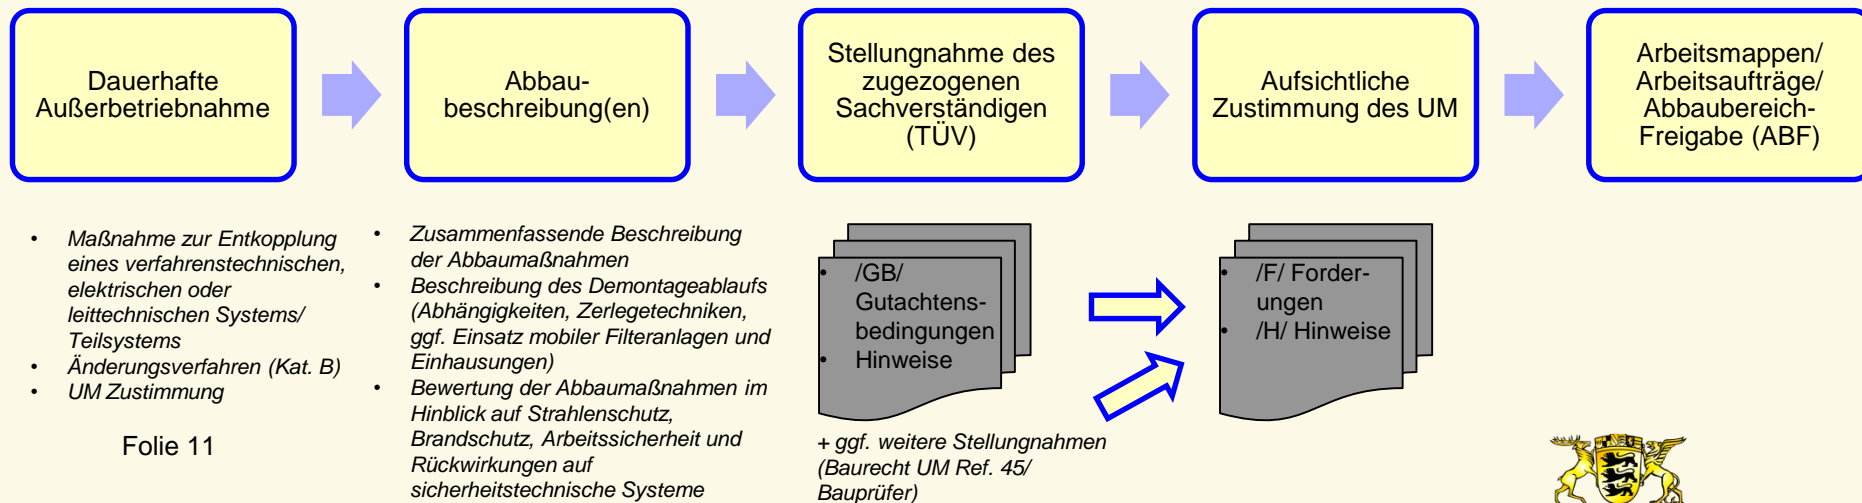 Dauerhafte
Außerbetriebnahme
Abbau-
beschreibung(en)
Stellungnahme des
zugezogenen
Sachverständigen
(TÜV)
Aufsichtliche
Zustimmung des UM
Arbeitsmappen/
Arbeitsaufträge/
Abbaubereich-
Freigabe (ABF)
• Maßnahme zur Entkopplung
eines verfahrenstechnischen,
elektrischen oder
leittechnischen Systems/
Teilsystems
• Änderungsverfahren (Kat. B)
• UM Zustimmung
Folie 11
• Zusammenfassende Beschreibung
der Abbaumaßnahmen
• Beschreibung des Demontageablaufs
(Abhängigkeiten, Zerlegetechniken,
ggf. Einsatz mobiler Filteranlagen und
Einhausungen)
• Bewertung der Abbaumaßnahmen im
Hinblick auf Strahlenschutz,
Brandschutz, Arbeitssicherheit und
Rückwirkungen auf
sicherheitstechnische Systeme
• /GB/
Gutachtens-
bedingungen
• Hinweise
+ ggf. weitere Stellungnahmen
(Baurecht UM Ref. 45/
Bauprüfer)
• /F/ Forder-
ungen
• /H/ Hinweise